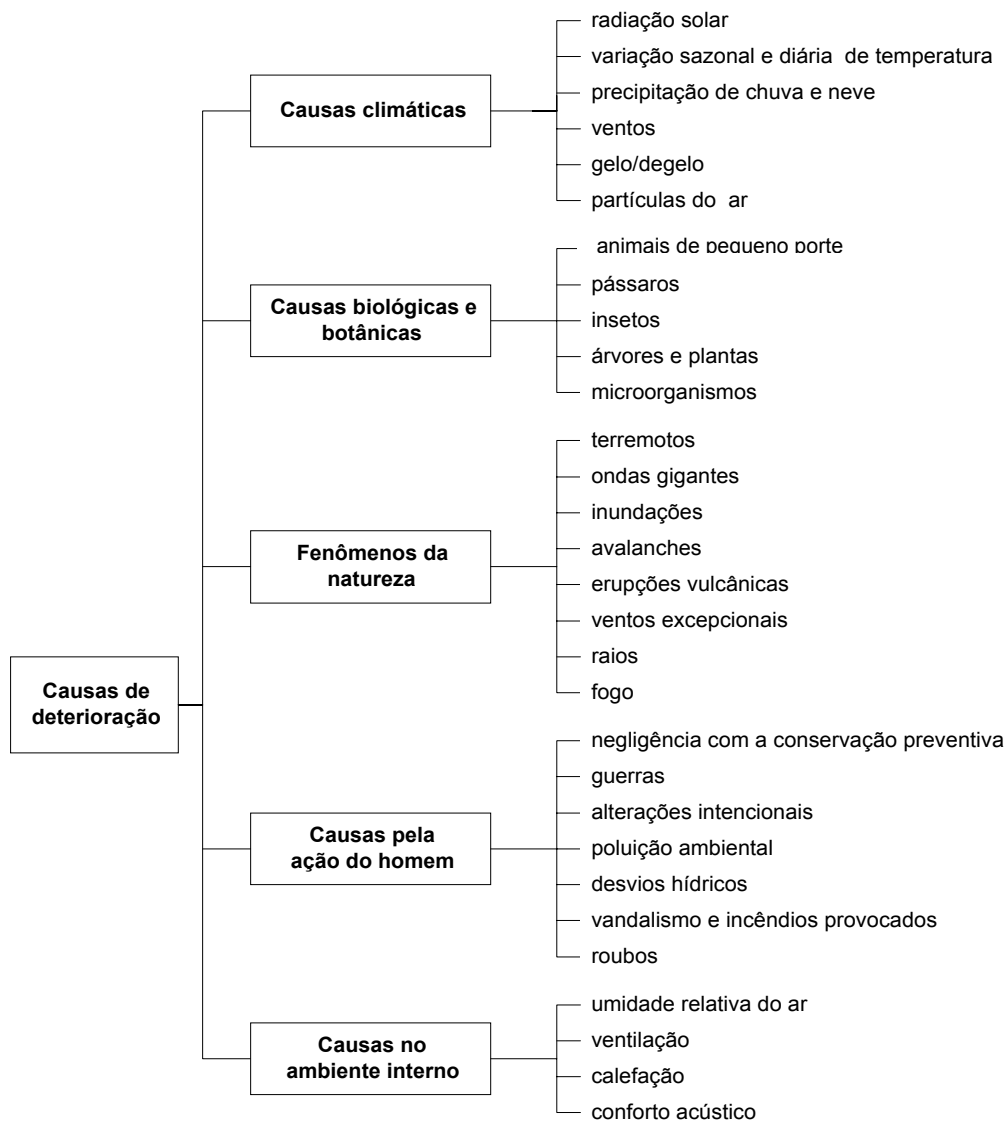 Causas de
deterioração
Causas climáticas
radiação solar
variação sazonal e diária de temperatura
precipitação de chuva e neve
ventos
gelo/degelo
partículas do ar
Causas biológicas e
botânicas
animais de pequeno porte
pássaros
insetos
árvores e plantas
microorganismos
Fenômenos da
natureza
terremotos
ondas gigantes
inundações
avalanches
erupções vulcânicas
ventos excepcionais
raios
fogo
Causas pela
ação do homem
negligência com a conservação preventiva
guerras
alterações intencionais
poluição ambiental
desvios hídricos
vandalismo e incêndios provocados
roubos
Causas no
ambiente interno
umidade relativa do ar
ventilação
calefação
conforto acústico